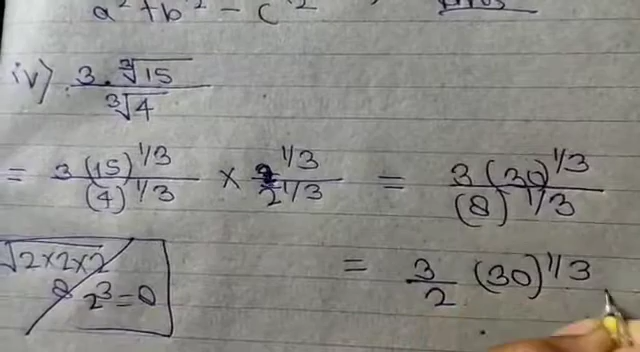 a² + b² - c²
iv) 3·∛15 / ∛4
= 3(15)^1/3 / (4)^1/3 × 2^1/3 / 2^1/3 = 3(30)^1/3 / (8)^1/3
√2×2×2
8 2³=0
= 3/2 (30)^1/3